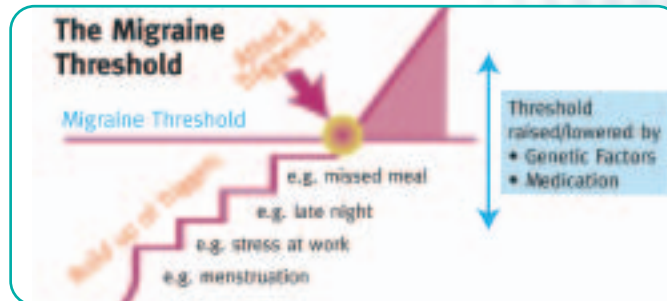 The Migraine
Threshold
Attack
triggered!
Migraine Threshold
Build up of triggers
e.g. missed meal
e.g. late night
e.g. stress at work
e.g. menstruation
Threshold
raised/lowered by
• Genetic Factors
• Medication